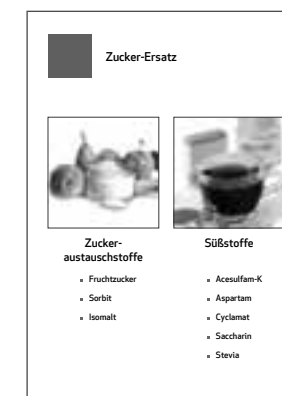 Zucker-Ersatz
Zucker-
austauschstoffe
Fruchtzucker
Sorbit
Isomalt
Süßstoffe
Acesulfam-K
Aspartam
Cyclamat
Saccharin
Stevia